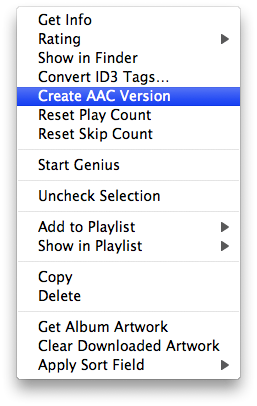 Get Info
Rating
Show in Finder
Convert ID3 Tags...
Create AAC Version
Reset Play Count
Reset Skip Count
Start Genius
Uncheck Selection
Add to Playlist
Show in Playlist
Copy
Delete
Get Album Artwork
Clear Downloaded Artwork
Apply Sort Field